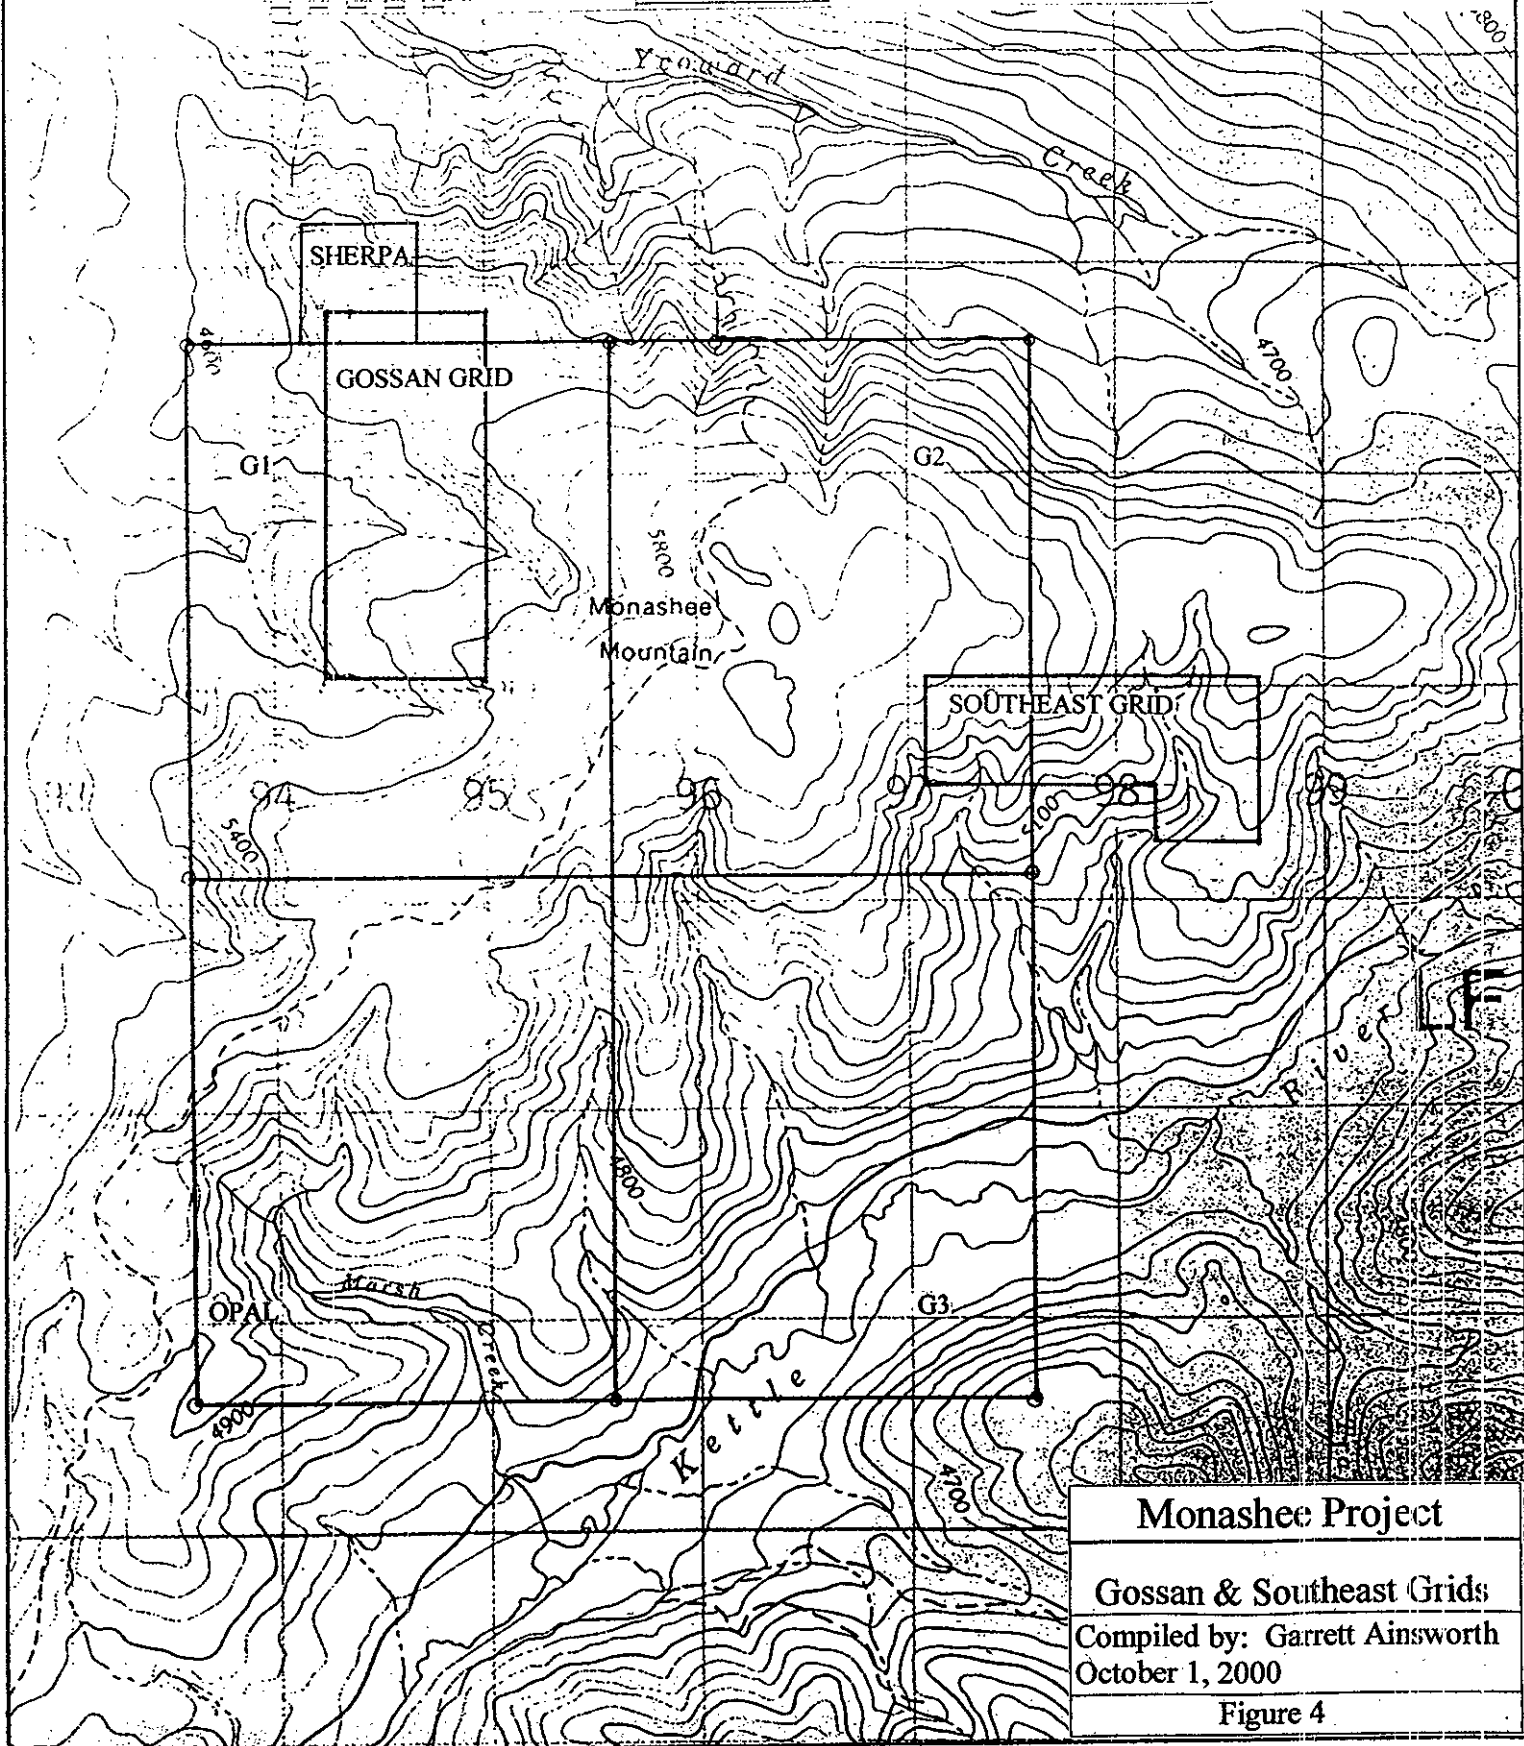 Yeoward
Creek
SHERPA
4600
4700
GOSSAN GRID
G1
G2
5800
Monashee
Mountain
SOUTHEAST GRID
94
95
96
97
98
99
5400
5100
River
4800
Marsh
OPAL
Creek
G3
Kettle
4900
4700
Monashee Project
Gossan & Southeast Grids
Compiled by: Garrett Ainsworth
October 1, 2000
Figure 4